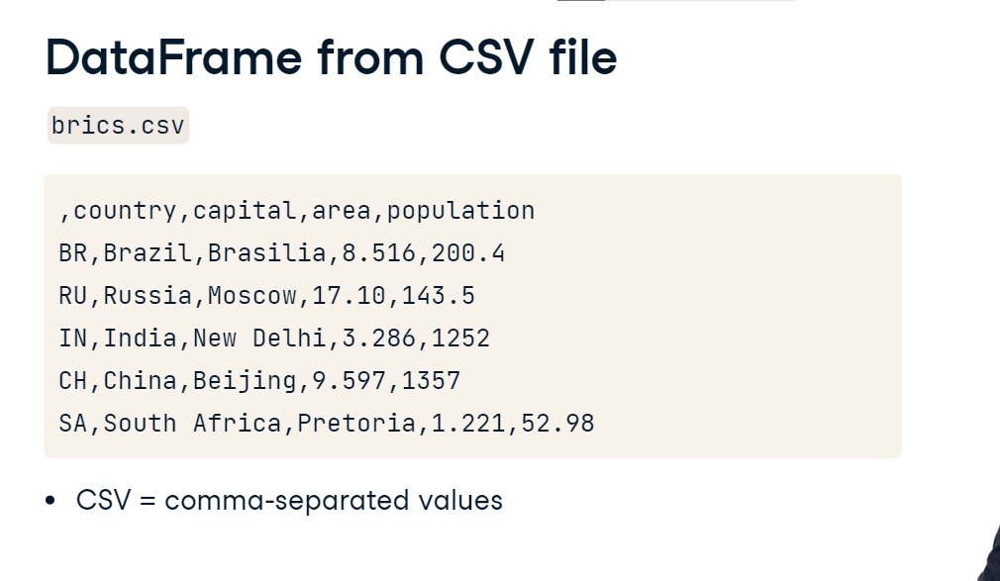 DataFrame from CSV file
brics.csv
,country,capital,area,population
BR,Brazil,Brasilia,8.516,200.4
RU,Russia,Moscow,17.10,143.5
IN,India,New Delhi,3.286,1252
CH,China,Beijing,9.597,1357
SA,South Africa,Pretoria,1.221,52.98
• CSV = comma-separated values